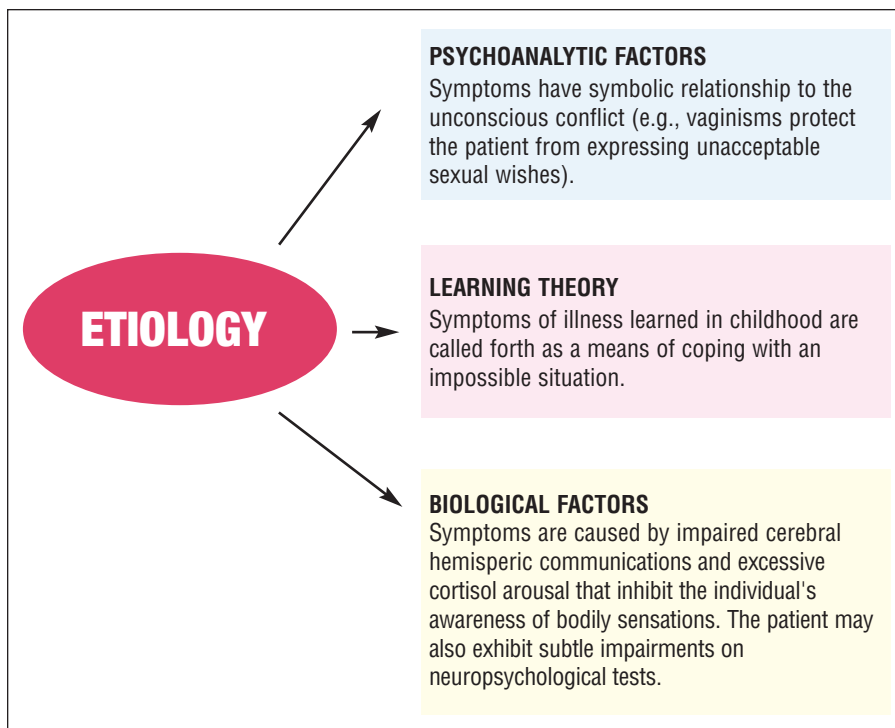 PSYCHOANALYTIC FACTORS
Symptoms have symbolic relationship to the
unconscious conflict (e.g., vaginisms protect
the patient from expressing unacceptable
sexual wishes).
ETIOLOGY
LEARNING THEORY
Symptoms of illness learned in childhood are
called forth as a means of coping with an
impossible situation.
BIOLOGICAL FACTORS
Symptoms are caused by impaired cerebral
hemisperic communications and excessive
cortisol arousal that inhibit the individual's
awareness of bodily sensations. The patient may
also exhibit subtle impairments on
neuropsychological tests.